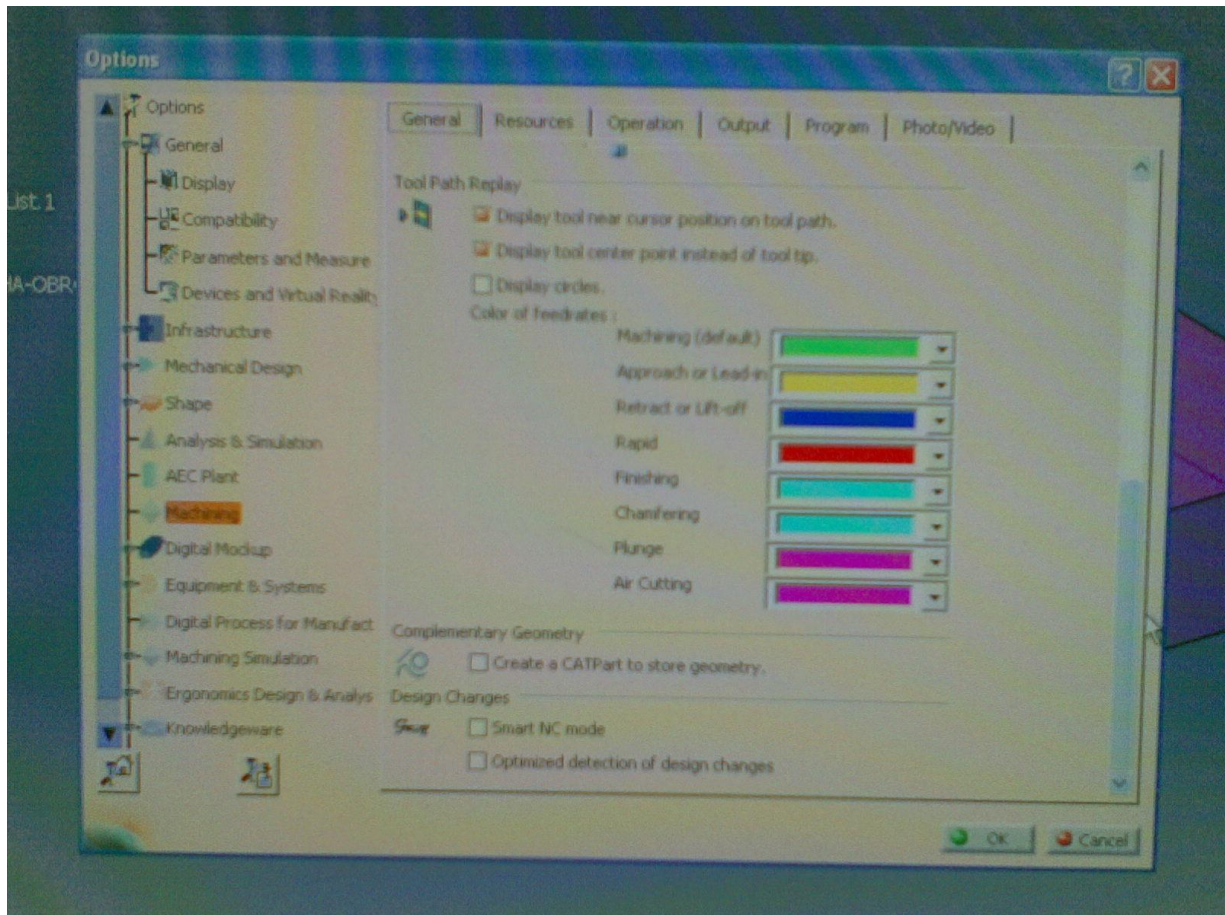 Options
List.1
HA-OBR
Options
General
Display
Compatibility
Parameters and Measure
Devices and Virtual Reality
Infrastructure
Mechanical Design
Shape
Analysis & Simulation
AEC Plant
Machining
Digital Mockup
Equipment & Systems
Digital Process for Manufact
Machining Simulation
Ergonomics Design & Analys
Knowledgeware
General Resources Operation Output Program Photo/Video
Tool Path Replay
Display tool near cursor position on tool path.
Display tool center point instead of tool tip.
Display circles.
Color of feedrates :
Machining (default)
Approach or Lead-in
Retract or Lift-off
Rapid
Finishing
Chamfering
Plunge
Air Cutting
Complementary Geometry
Create a CATPart to store geometry.
Design Changes
Smart NC mode
Optimized detection of design changes
OK Cancel